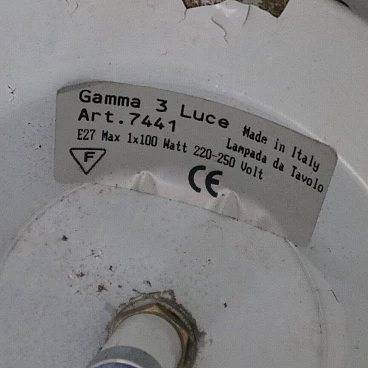 Gamma 3 Luce Made in Italy
Art.7441 Lampada da Tavolo
E27 Max 1x100 Watt 220-250 Volt
F CE